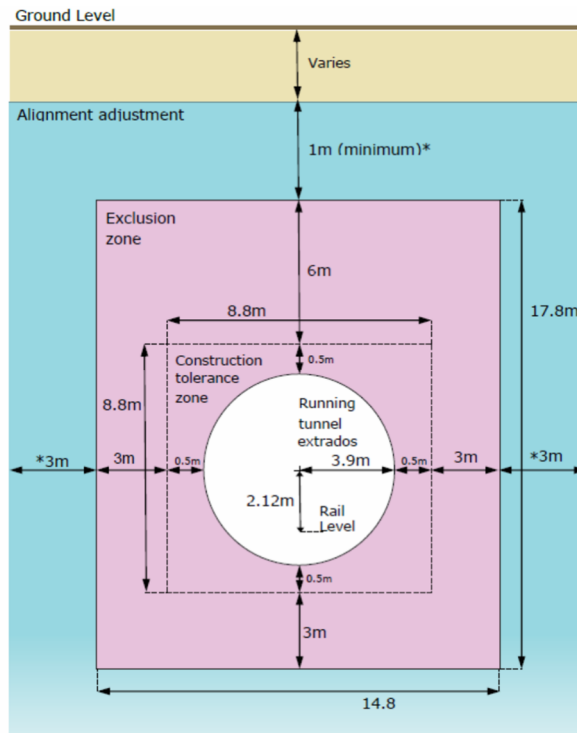 Ground Level
Varies
Alignment adjustment
1m (minimum)*
Exclusion
zone
6m
17.8m
8.8m
Construction
tolerance
zone
0.5m
8.8m
Running
tunnel
extrados
*3m
3m
0.5m
3.9m
0.5m
3m
*3m
2.12m
Rail
Level
0.5m
3m
14.8